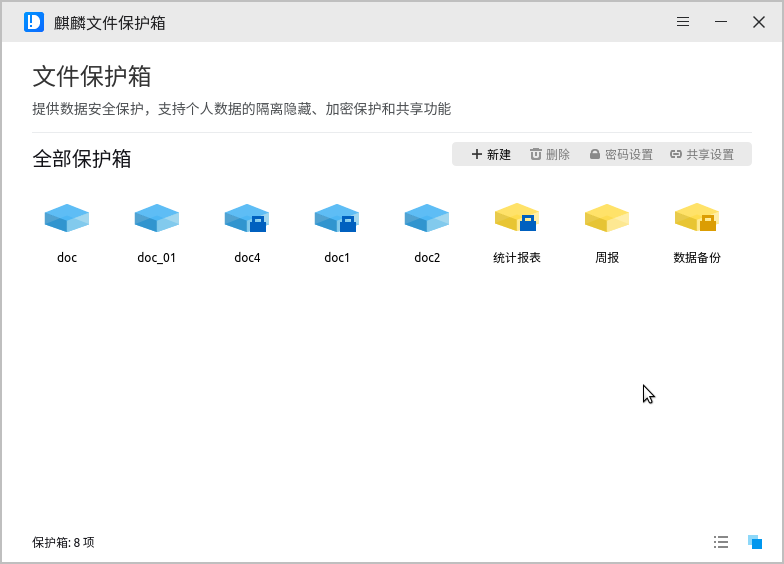 麒麟文件保护箱
文件保护箱
提供数据安全保护，支持个人数据的隔离隐藏、加密保护和共享功能
全部保护箱
新建 删除 密码设置 共享设置
doc doc_01 doc4 doc1 doc2 统计报表 周报 数据备份
保护箱: 8 项